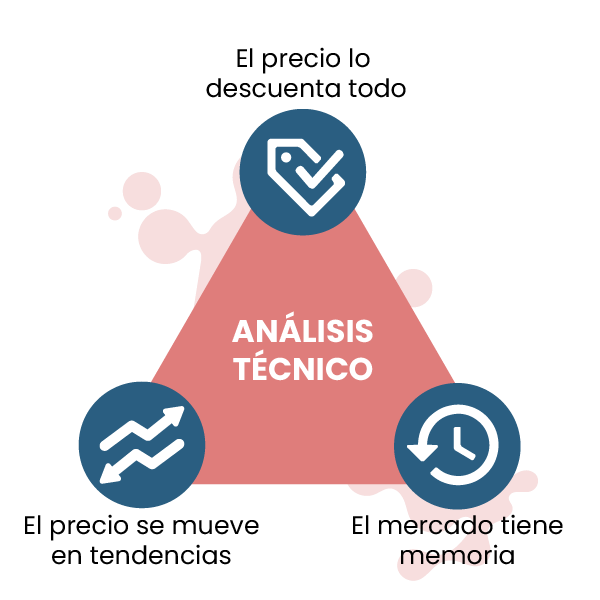 El precio lo
descuenta todo
ANÁLISIS
TÉCNICO
El precio se mueve
en tendencias
El mercado tiene
memoria